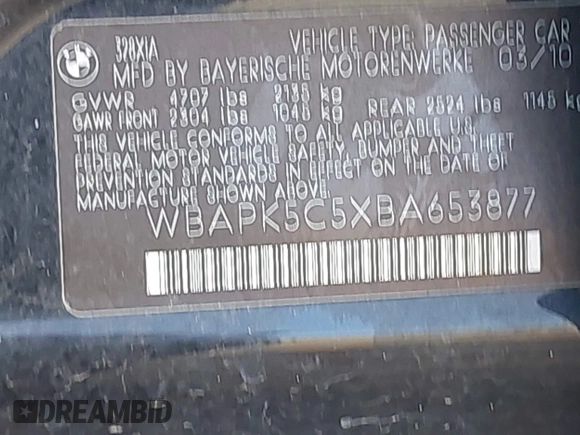 BMW
328XIA
VEHICLE TYPE: PASSENGER CAR
MFD BY BAYERISCHE MOTORENWERKE 03/10
GVWR 4707 lbs 2135 kg
GAWR FRONT 2304 lbs 1045 kg REAR 2524 lbs 1145 kg
THIS VEHICLE CONFORMS TO ALL APPLICABLE U.S.
FEDERAL MOTOR VEHICLE SAFETY, BUMPER AND THEFT
PREVENTION STANDARDS IN EFFECT ON THE DATE OF
MANUFACTURE SHOWN ABOVE.
WBAPK5C5XBA653877
DREAMBID